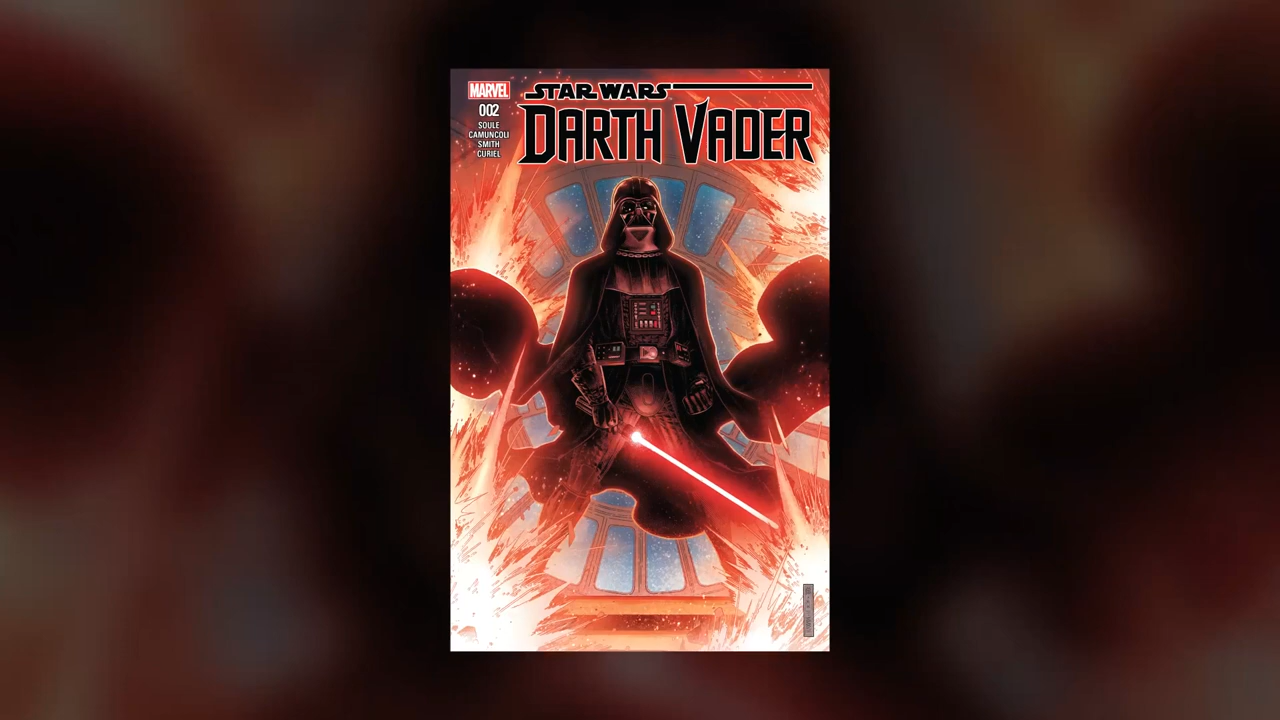 MARVEL
002
SOULE
CAMUNCOLI
SMITH
CURIEL
STAR WARS
DARTH VADER